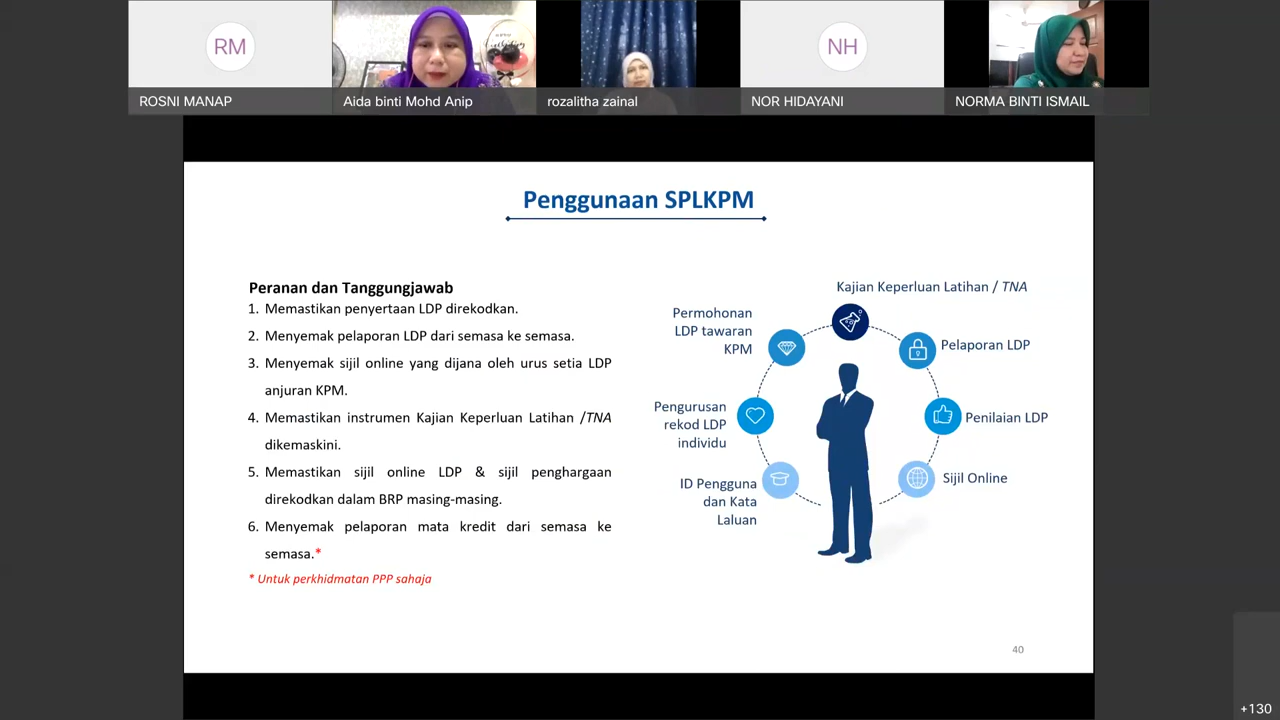 RM
NH
ROSNI MANAP
Aida binti Mohd Anip
rozalitha zainal
NOR HIDAYANI
NORMA BINTI ISMAIL
Penggunaan SPLKPM
Peranan dan Tanggungjawab
1. Memastikan penyertaan LDP direkodkan.
2. Menyemak pelaporan LDP dari semasa ke semasa.
3. Menyemak sijil online yang dijana oleh urus setia LDP
anjuran KPM.
4. Memastikan instrumen Kajian Keperluan Latihan /TNA
dikemaskini.
5. Memastikan sijil online LDP & sijil penghargaan
direkodkan dalam BRP masing-masing.
6. Menyemak pelaporan mata kredit dari semasa ke
semasa.*
* Untuk perkhidmatan PPP sahaja
Kajian Keperluan Latihan / TNA
Permohonan
LDP tawaran
KPM
Pelaporan LDP
Pengurusan
rekod LDP
individu
Penilaian LDP
ID Pengguna
dan Kata
Laluan
Sijil Online
40
+130